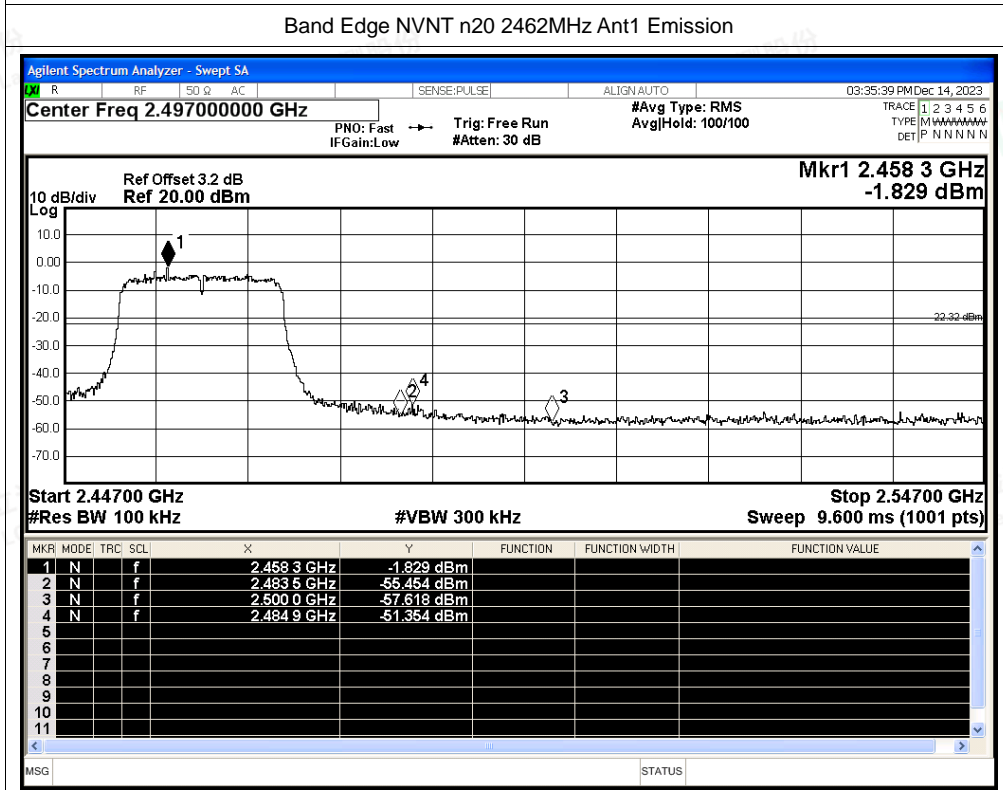 Band Edge NVNT n20 2462MHz Ant1 Emission
Agilent Spectrum Analyzer - Swept SA
LXI R RF 50 Ω AC SENSE:PULSE ALIGN AUTO 03:35:39 PM Dec 14, 2023
Center Freq 2.497000000 GHz #Avg Type: RMS TRACE 1 2 3 4 5 6
PNO: Fast Trig: Free Run Avg|Hold: 100/100 TYPE M WWWWW
IFGain:Low #Atten: 30 dB DET P N N N N N
Mkr1 2.458 3 GHz
Ref Offset 3.2 dB
10 dB/div Ref 20.00 dBm -1.829 dBm
Log
10.0
1
0.00
-10.0
-20.0
22.32 dBm
-30.0
-40.0
4
2
3
-50.0
-60.0
-70.0
Start 2.44700 GHz Stop 2.54700 GHz
#Res BW 100 kHz #VBW 300 kHz Sweep 9.600 ms (1001 pts)
MKR MODE TRC SCL X Y FUNCTION FUNCTION WIDTH FUNCTION VALUE
1 N f 2.458 3 GHz -1.829 dBm
2 N f 2.483 5 GHz -55.454 dBm
3 N f 2.500 0 GHz -57.618 dBm
4 N f 2.484 9 GHz -51.354 dBm
5
6
7
8
9
10
11
MSG STATUS